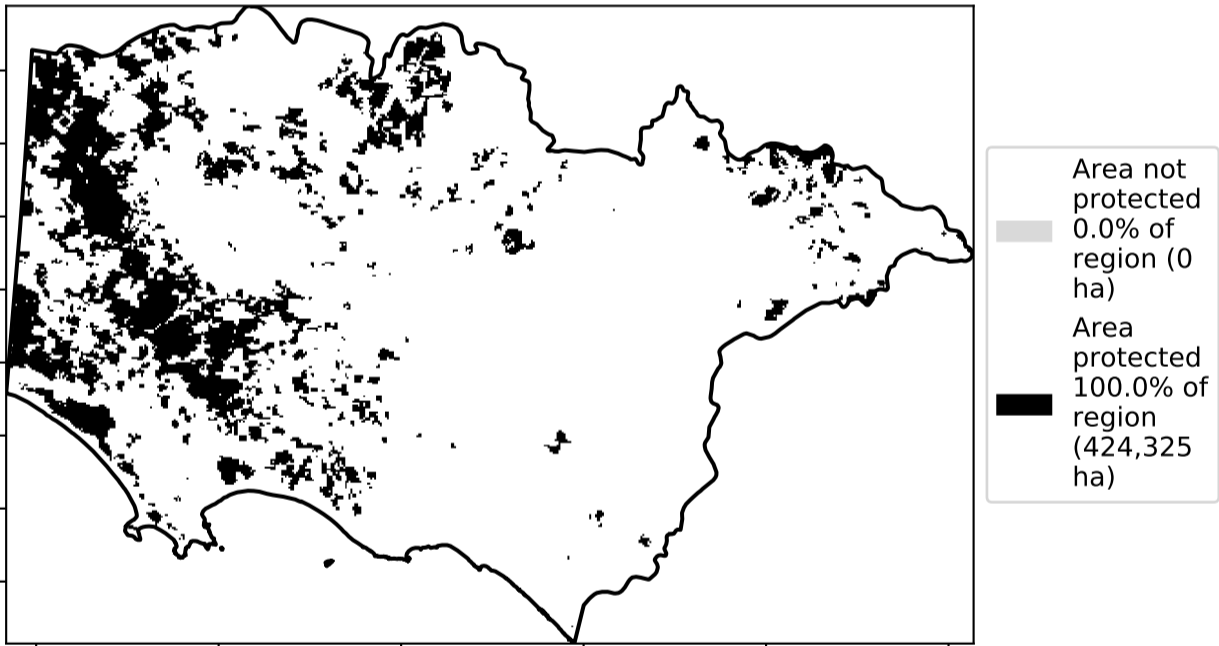 Area not
protected
0.0% of
region (0
ha)
Area
protected
100.0% of
region
(424,325
ha)